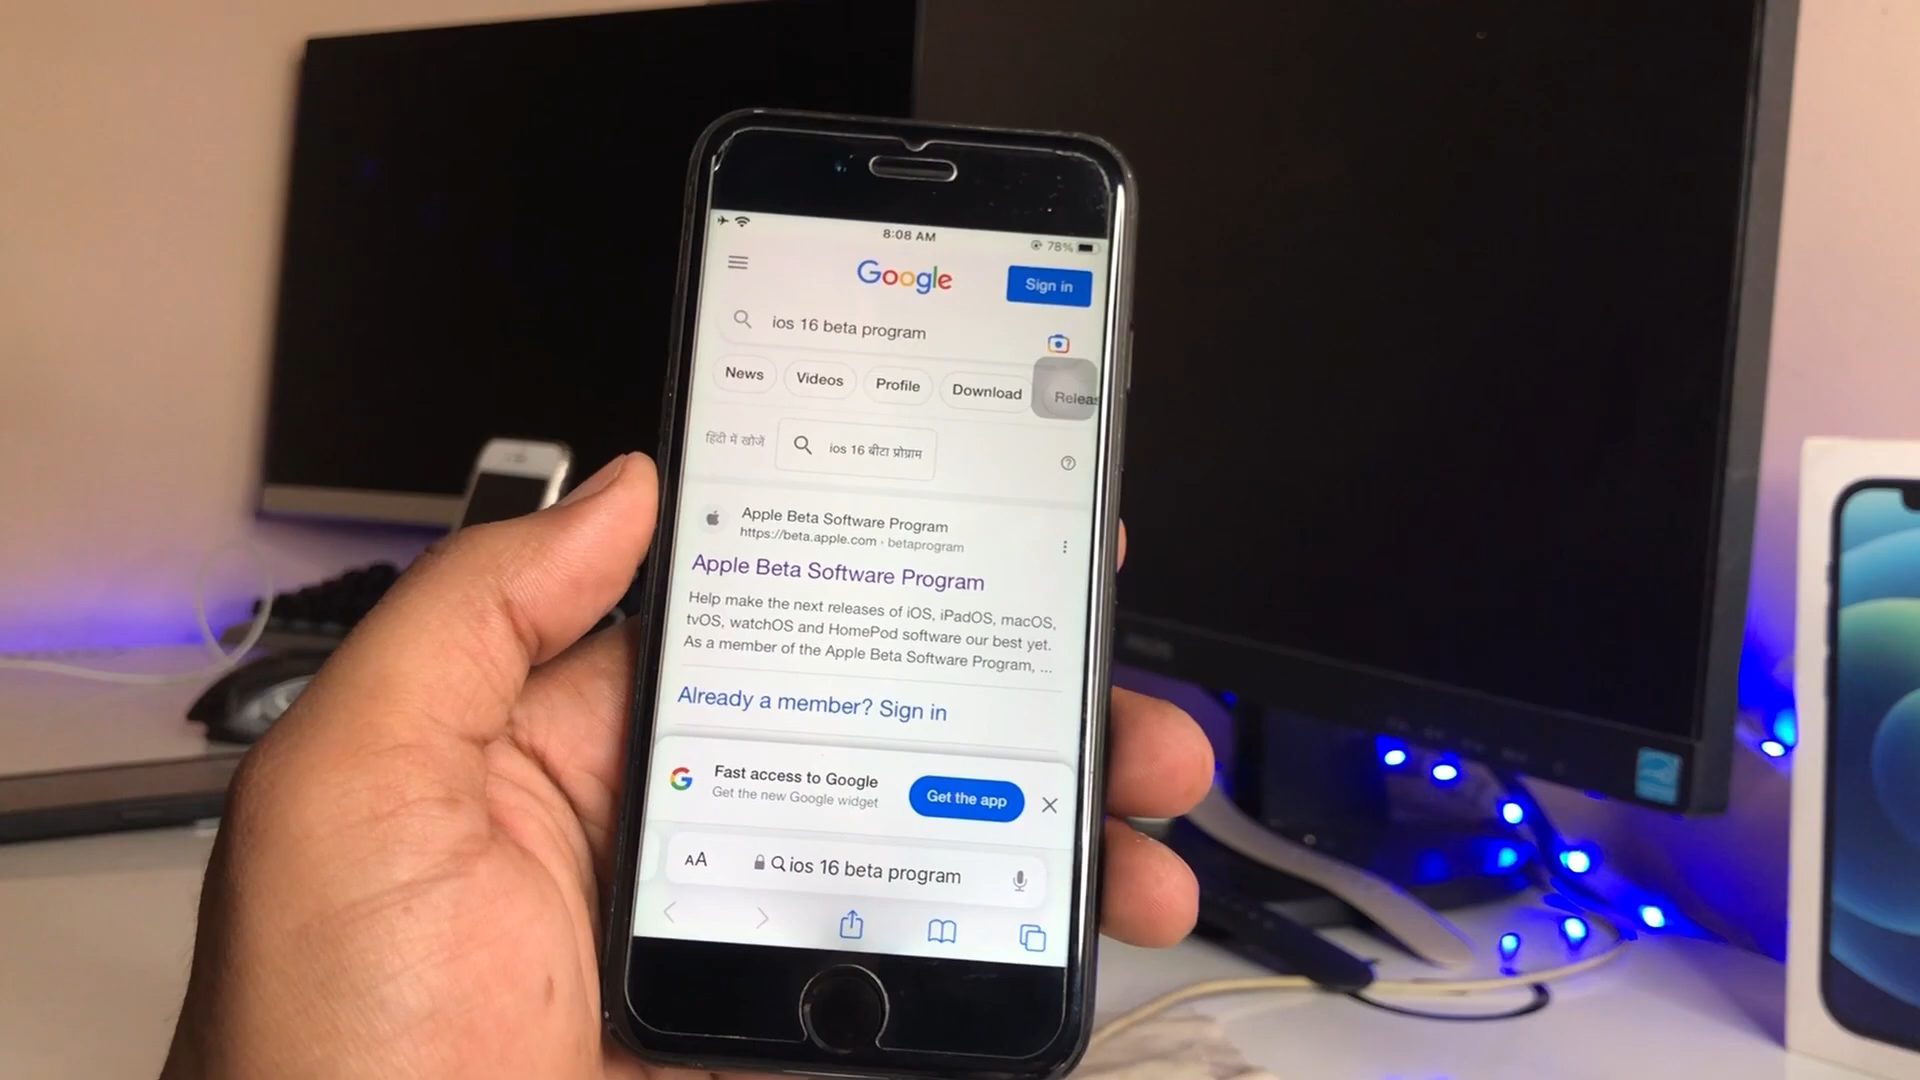 8:08 AM
78%
Google
Sign in
ios 16 beta program
News
Videos
Profile
Download
Releas
हिंदी में खोजें
ios 16 बीटा प्रोग्राम
Apple Beta Software Program
https://beta.apple.com › betaprogram
Apple Beta Software Program
Help make the next releases of iOS, iPadOS, macOS,
tvOS, watchOS and HomePod software our best yet.
As a member of the Apple Beta Software Program, ...
Already a member? Sign in
Fast access to Google
Get the new Google widget
Get the app
AA
ios 16 beta program